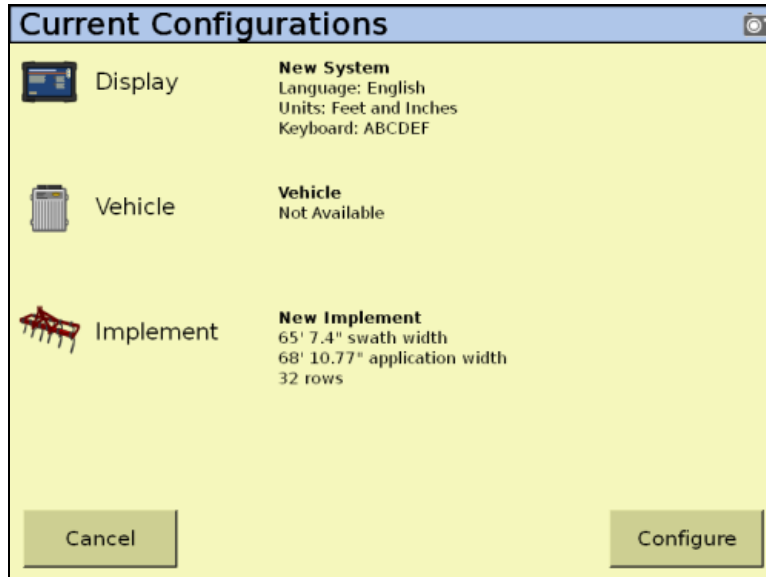 Current Configurations
Display
New System
Language: English
Units: Feet and Inches
Keyboard: ABCDEF
Vehicle
Vehicle
Not Available
Implement
New Implement
65' 7.4" swath width
68' 10.77" application width
32 rows
Cancel
Configure